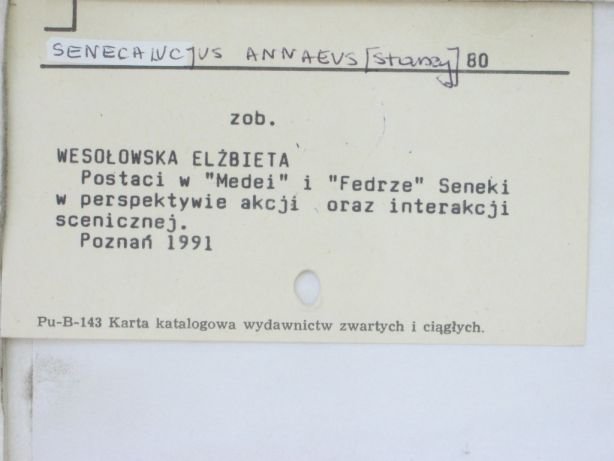 SENECA LUCJUS ANNAEUS [starszy] 80
zob.
WESOŁOWSKA ELŻBIETA
Postaci w "Medei" i "Fedrze" Seneki
w perspektywie akcji oraz interakcji
scenicznej.
Poznań 1991
Pu-B-143 Karta katalogowa wydawnictw zwartych i ciągłych.